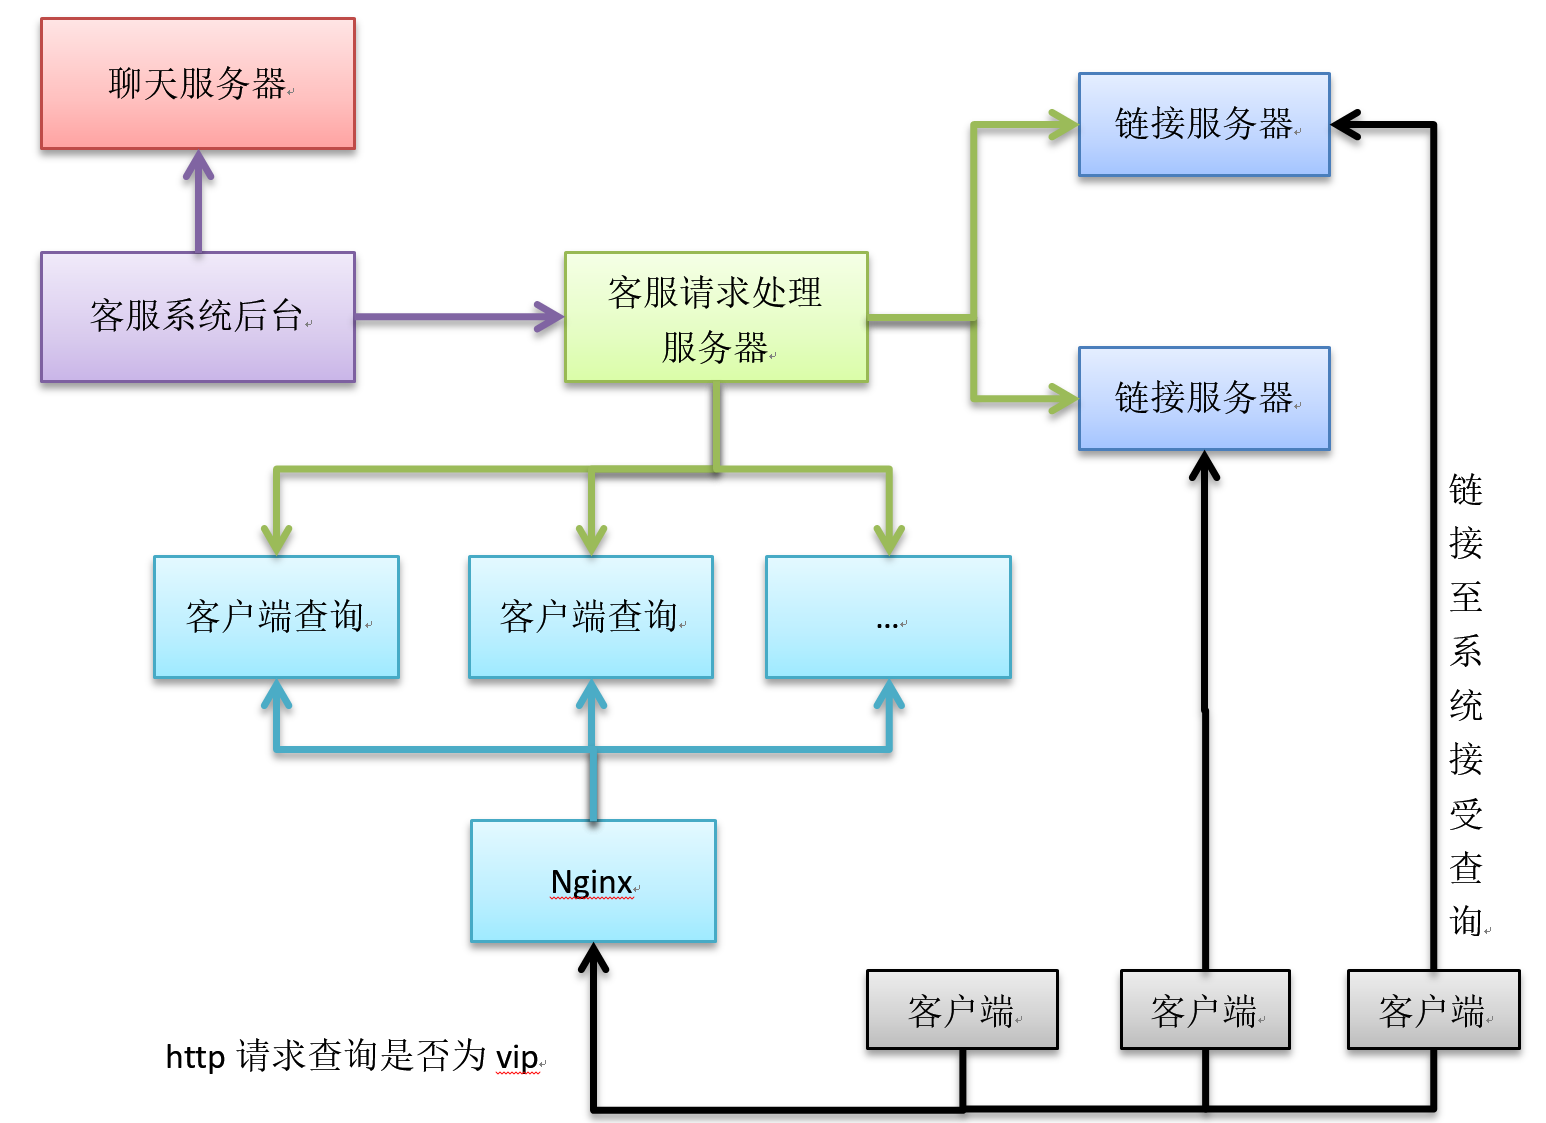 聊天服务器
链接服务器
客服系统后台
客服请求处理
服务器
链接服务器
客户端查询
客户端查询
...
链接至系统接受查询
Nginx
客户端
客户端
客户端
http 请求查询是否为 vip